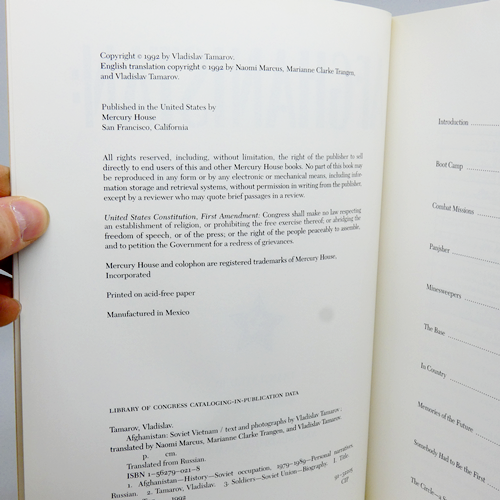 Copyright © 1992 by Vladislav Tamarov.
English translation copyright © 1992 by Naomi Marcus, Marianne Clarke Trangen,
and Vladislav Tamarov.
Published in the United States by
Mercury House
San Francisco, California
All rights reserved, including, without limitation, the right of the publisher to sell
directly to end users of this and other Mercury House books. No part of this book may
be reproduced in any form or by any electronic or mechanical means, including infor-
mation storage and retrieval systems, without permission in writing from the publisher,
except by a reviewer who may quote brief passages in a review.
United States Constitution, First Amendment: Congress shall make no law respecting
an establishment of religion, or prohibiting the free exercise thereof; or abridging the
freedom of speech, or of the press; or the right of the people peaceably to assemble,
and to petition the Government for a redress of grievances.
Mercury House and colophon are registered trademarks of Mercury House,
Incorporated
Printed on acid-free paper
Manufactured in Mexico
LIBRARY OF CONGRESS CATALOGING-IN-PUBLICATION DATA
Tamarov, Vladislav.
Afghanistan: Soviet Vietnam / text and photographs by Vladislav Tamarov ;
translated by Naomi Marcus, Marianne Clarke Trangen, and Vladislav Tamarov.
p. cm.
Translated from Russian.
ISBN 1-56279-021-8
1. Afghanistan—History—Soviet occupation, 1979-1989—Personal narratives,
Russian. 2. Tamarov, Vladislav. 3. Soldiers—Soviet Union—Biography. I. Title
1992
CIP
Introduction
Boot Camp
Combat Missions
Panjsher
Minesweepers
The Base
In Country
Memories of the Future
Somebody Had to Be the First